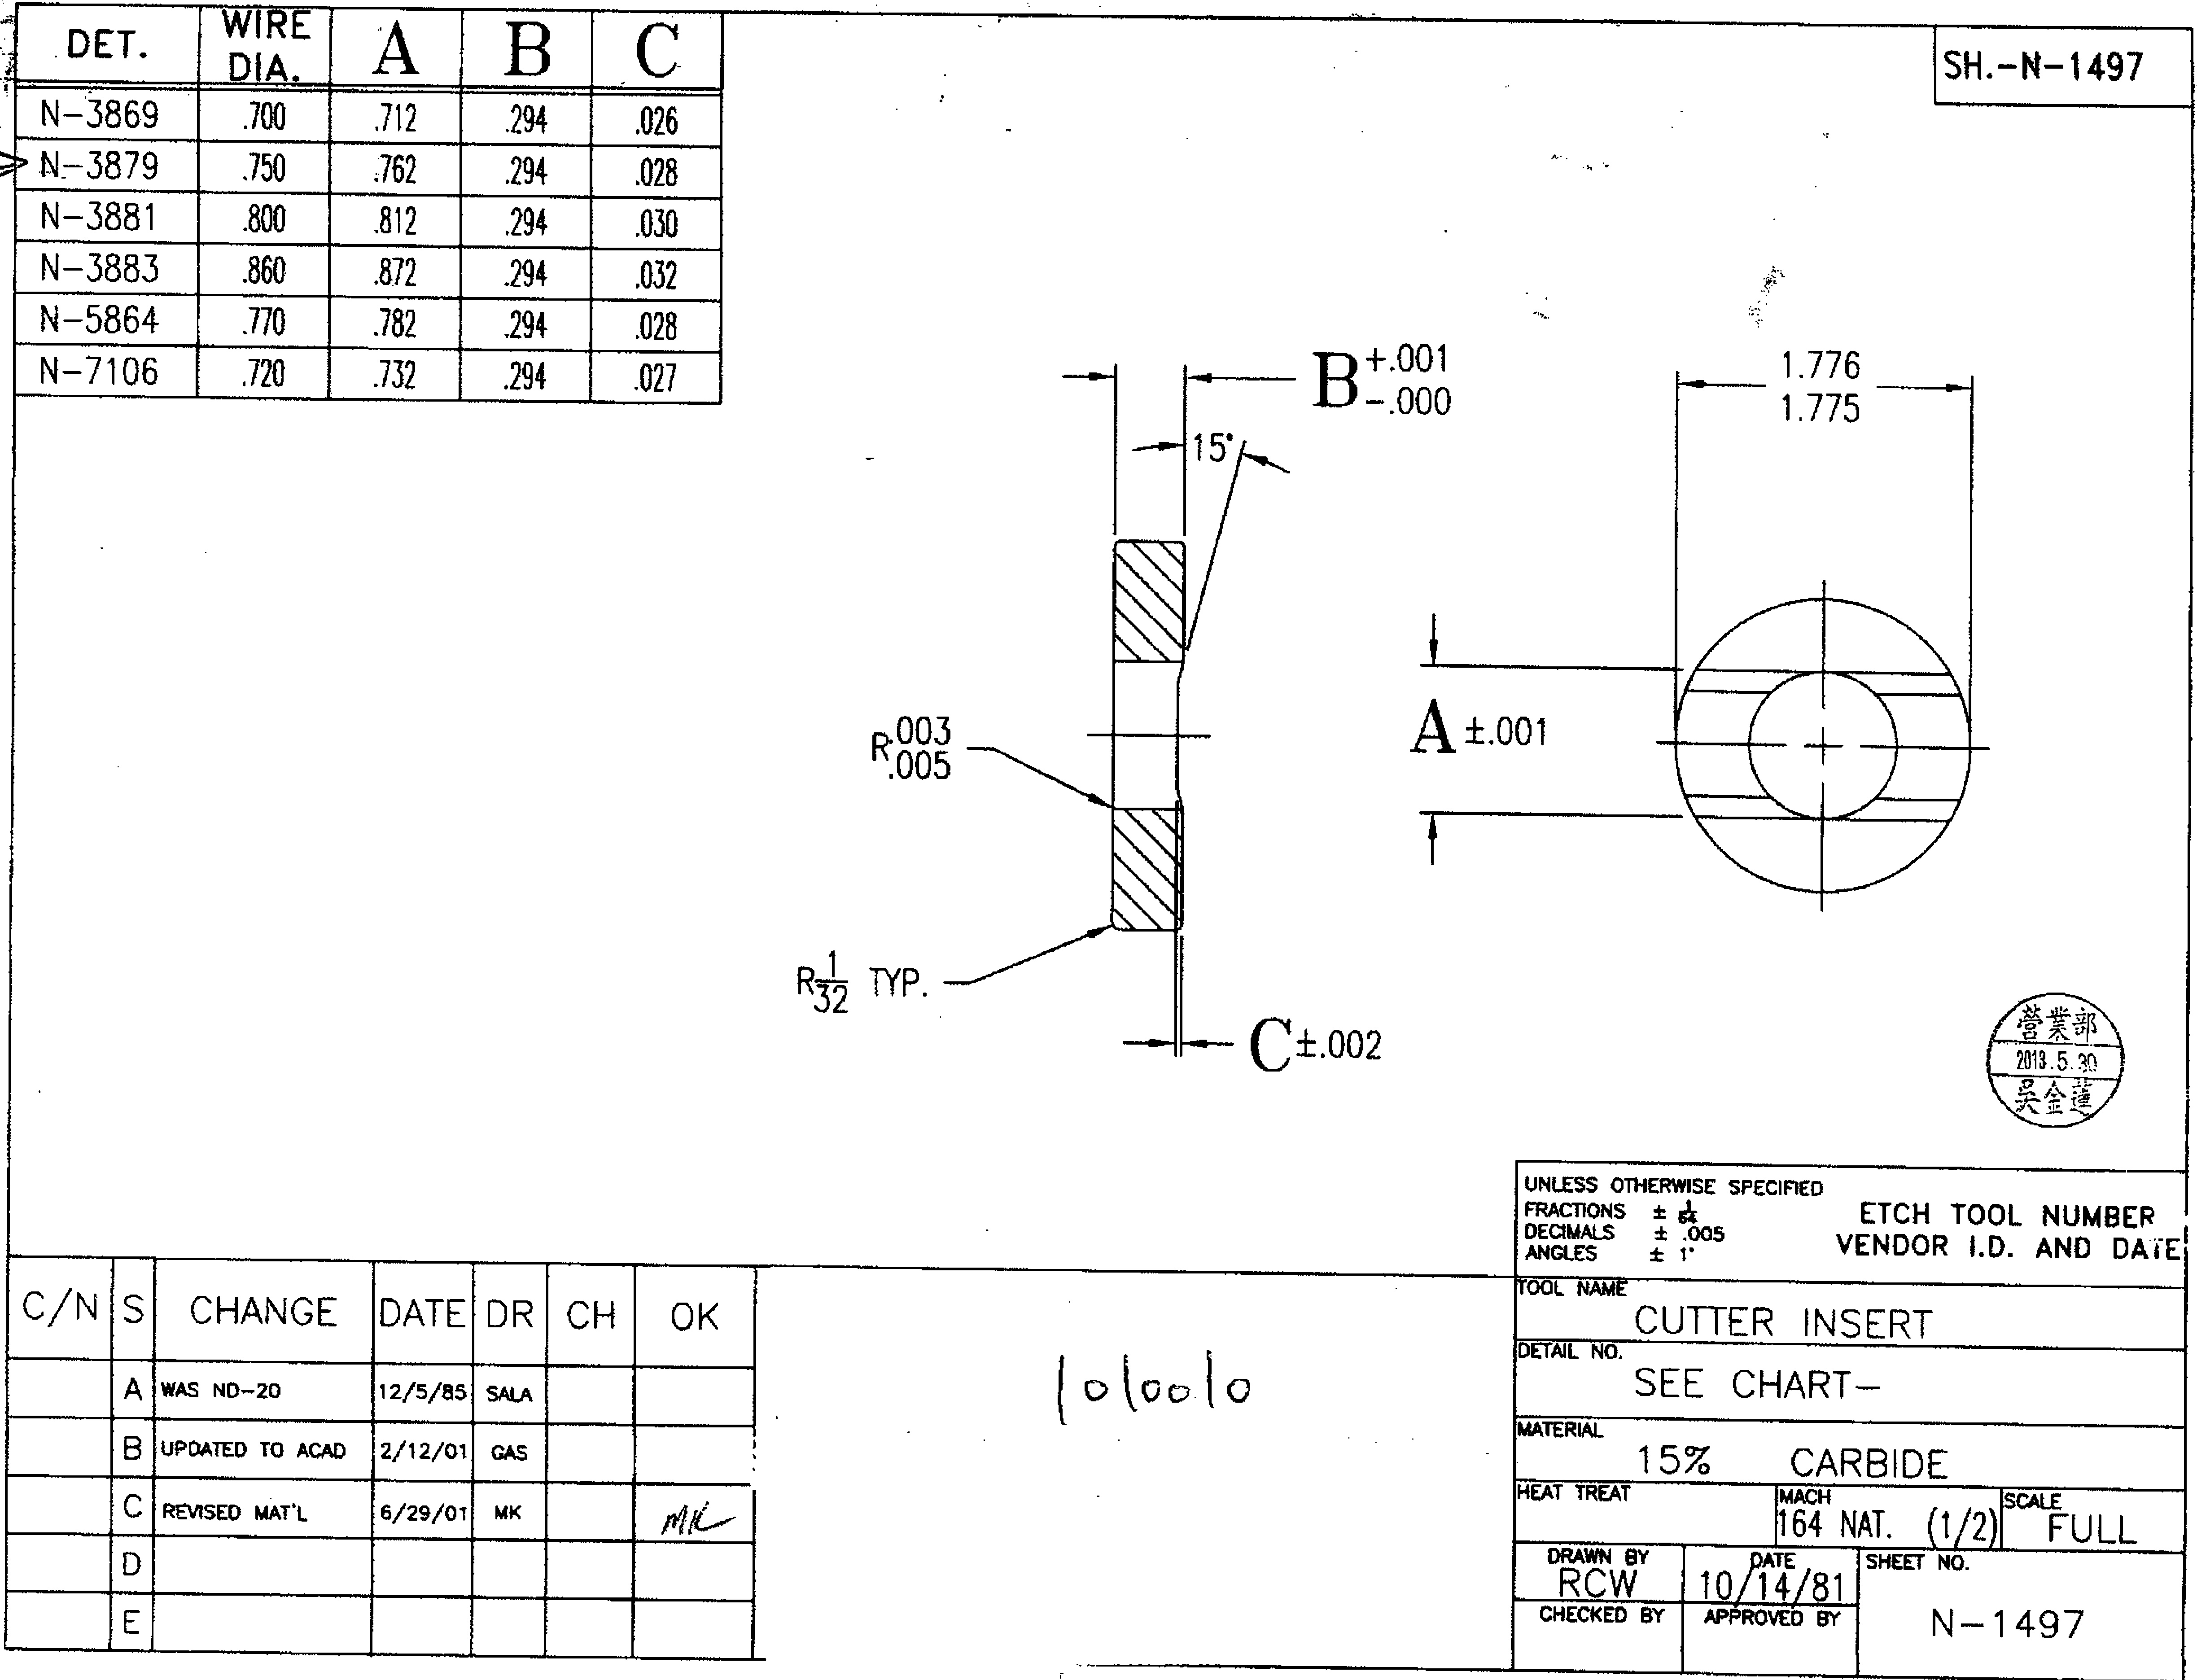 SH.-N-1497
DET. WIRE DIA. A B C
N-3869 .700 .712 .294 .026
N-3879 .750 .762 .294 .028
N-3881 .800 .812 .294 .030
N-3883 .860 .872 .294 .032
N-5864 .770 .782 .294 .028
N-7106 .720 .732 .294 .027
B +.001
-.000
15°
1.776
1.775
A ±.001
R .003
.005
R 1/32 TYP.
C ±.002
營業部
2013.5.30
吳金蓮
UNLESS OTHERWISE SPECIFIED
FRACTIONS ± 1/64
DECIMALS ± .005
ANGLES ± 1°
ETCH TOOL NUMBER
VENDOR I.D. AND DATE
TOOL NAME
CUTTER INSERT
DETAIL NO.
SEE CHART-
MATERIAL
15% CARBIDE
HEAT TREAT
MACH
164 NAT. (1/2)
SCALE
FULL
DRAWN BY
RCW
DATE
10/14/81
SHEET NO.
N-1497
CHECKED BY
APPROVED BY
C/N S CHANGE DATE DR CH OK
A WAS ND-20 12/5/85 SALA
B UPDATED TO ACAD 2/12/01 GAS
C REVISED MAT'L 6/29/01 MK MK
D
E
1010010